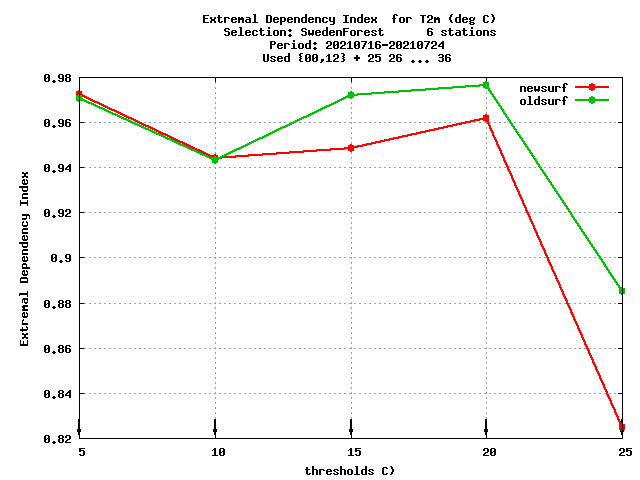 Extremal Dependency Index  for T2m (deg C)
Selection: SwedenForest      6 stations
Period: 20210716-20210724
Used {00,12} + 25 26 ... 36
newsurf
oldsurf
0.98
0.96
0.94
0.92
0.9
0.88
0.86
0.84
0.82
Extremal Dependency Index
5 10 15 20 25
thresholds C)